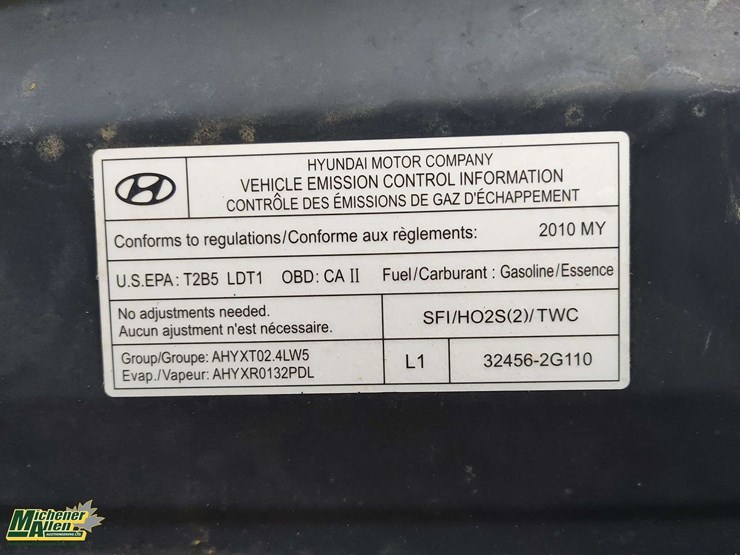 HYUNDAI MOTOR COMPANY
VEHICLE EMISSION CONTROL INFORMATION
CONTRÔLE DES ÉMISSIONS DE GAZ D'ÉCHAPPEMENT
Conforms to regulations/Conforme aux règlements: 2010 MY
U.S.EPA: T2B5 LDT1 OBD: CA II Fuel/Carburant: Gasoline/Essence
No adjustments needed.
Aucun ajustment n'est nécessaire.
SFI/HO2S(2)/TWC
Group/Groupe: AHYXT02.4LW5
Evap./Vapeur: AHYXR0132PDL
L1 32456-2G110
Michener
Allen
AUCTIONEERING LTD.